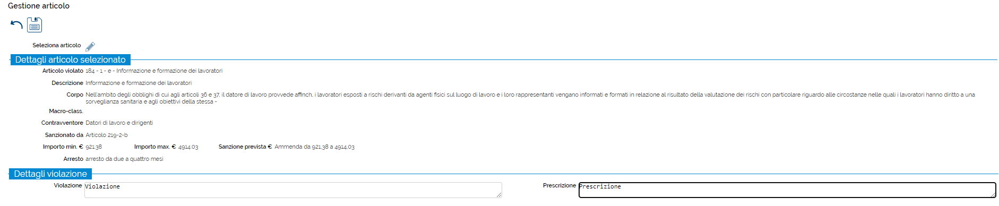 Gestione articolo
Seleziona articolo
Dettagli articolo selezionato
Articolo violato 184 - 1 - e - Informazione e formazione dei lavoratori
Descrizione Informazione e formazione dei lavoratori
Corpo Nell'ambito degli obblighi di cui agli articoli 36 e 37, il datore di lavoro provvede affinch, i lavoratori esposti a rischi derivanti da agenti fisici sul luogo di lavoro e i loro rappresentanti vengano informati e formati in relazione al risultato della valutazione dei rischi con particolare riguardo alle circostanze nelle quali i lavoratori hanno diritto a una
sorveglianza sanitaria e agli obiettivi della stessa -
Macro-class.
Contravventore Datori di lavoro e dirigenti
Sanzionato da Articolo 219-2-b
Importo min. € 921.38 Importo max. € 4914.03 Sanzione prevista € Ammenda da 921,38 a 4914,03
Arresto arresto da due a quattro mesi
Dettagli violazione
Violazione Violazione Prescrizione Prescrizione